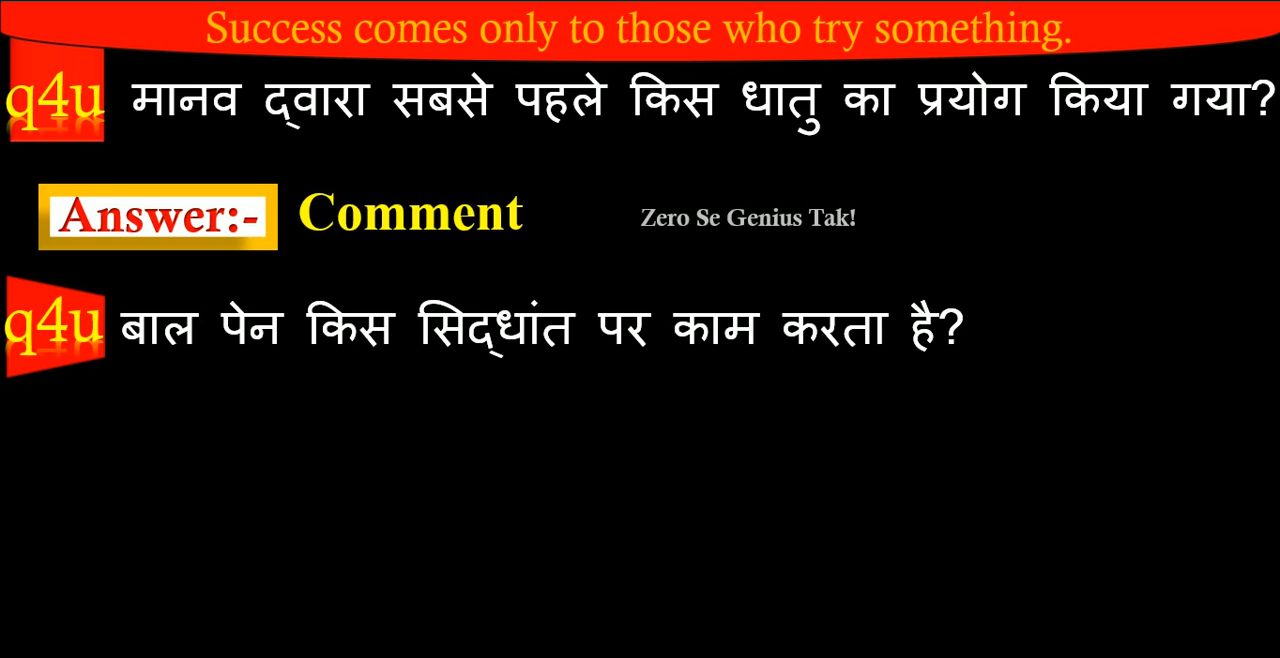 Success comes only to those who try something.
q4u मानव द्वारा सबसे पहले किस धातु का प्रयोग किया गया?
Answer:- Comment Zero Se Genius Tak!
q4u बाल पेन किस सिद्धांत पर काम करता है?